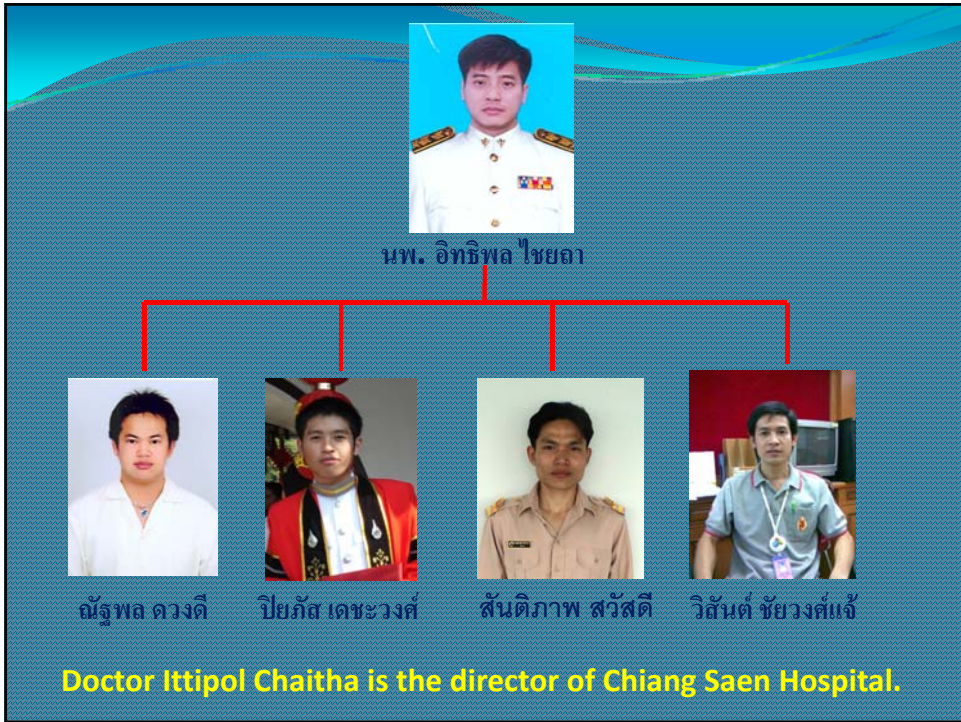 นพ. อิทธิพล ไชยถา
ณัฐพล ดวงดี
ปิยภัส เดชะวงศ์
สันติภาพ สวัสดี
วิสันต์ ชัยวงศ์แจ้
Doctor Ittipol Chaitha is the director of Chiang Saen Hospital.